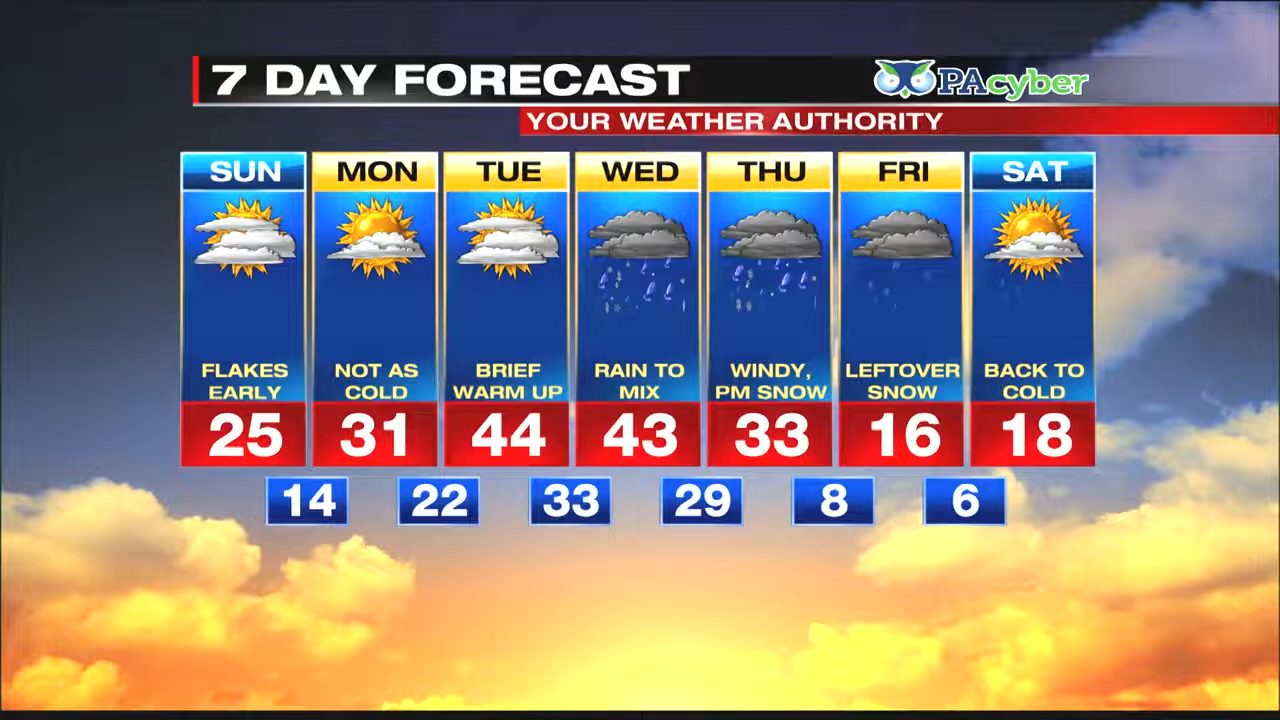 7 DAY FORECAST
PAcyber
YOUR WEATHER AUTHORITY
SUN
MON
TUE
WED
THU
FRI
SAT
FLAKES
EARLY
NOT AS
COLD
BRIEF
WARM UP
RAIN TO
MIX
WINDY,
PM SNOW
LEFTOVER
SNOW
BACK TO
COLD
25
31
44
43
33
16
18
14
22
33
29
8
6